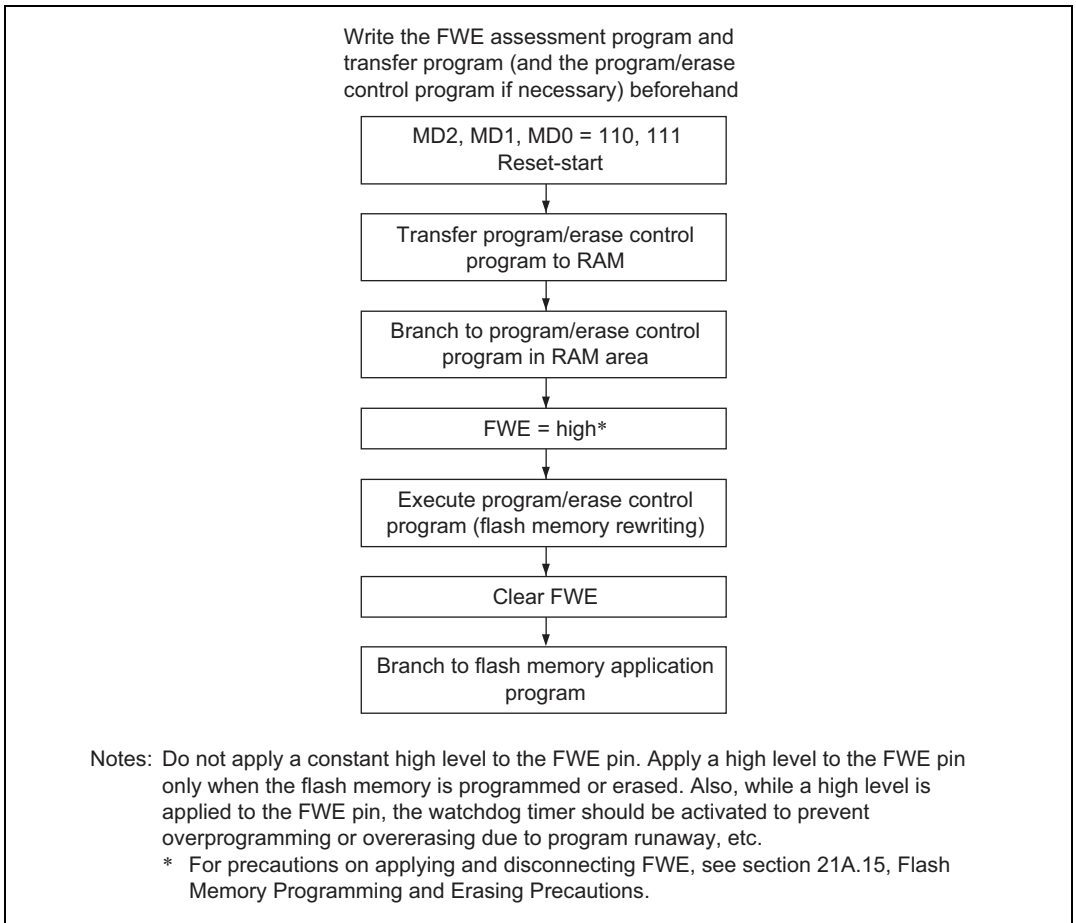 Write the FWE assessment program and
transfer program (and the program/erase
control program if necessary) beforehand
MD2, MD1, MD0 = 110, 111
Reset-start
Transfer program/erase control
program to RAM
Branch to program/erase control
program in RAM area
FWE = high*
Execute program/erase control
program (flash memory rewriting)
Clear FWE
Branch to flash memory application
program
Notes: Do not apply a constant high level to the FWE pin. Apply a high level to the FWE pin
only when the flash memory is programmed or erased. Also, while a high level is
applied to the FWE pin, the watchdog timer should be activated to prevent
overprogramming or overerasing due to program runaway, etc.
* For precautions on applying and disconnecting FWE, see section 21A.15, Flash
Memory Programming and Erasing Precautions.